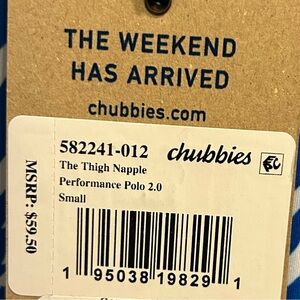 THE WEEKEND
HAS ARRIVED
chubbies.com
582241-012
chubbies
The Thigh Napple
Performance Polo 2.0
Small
MSRP: $59.50
1 95038 19829 1